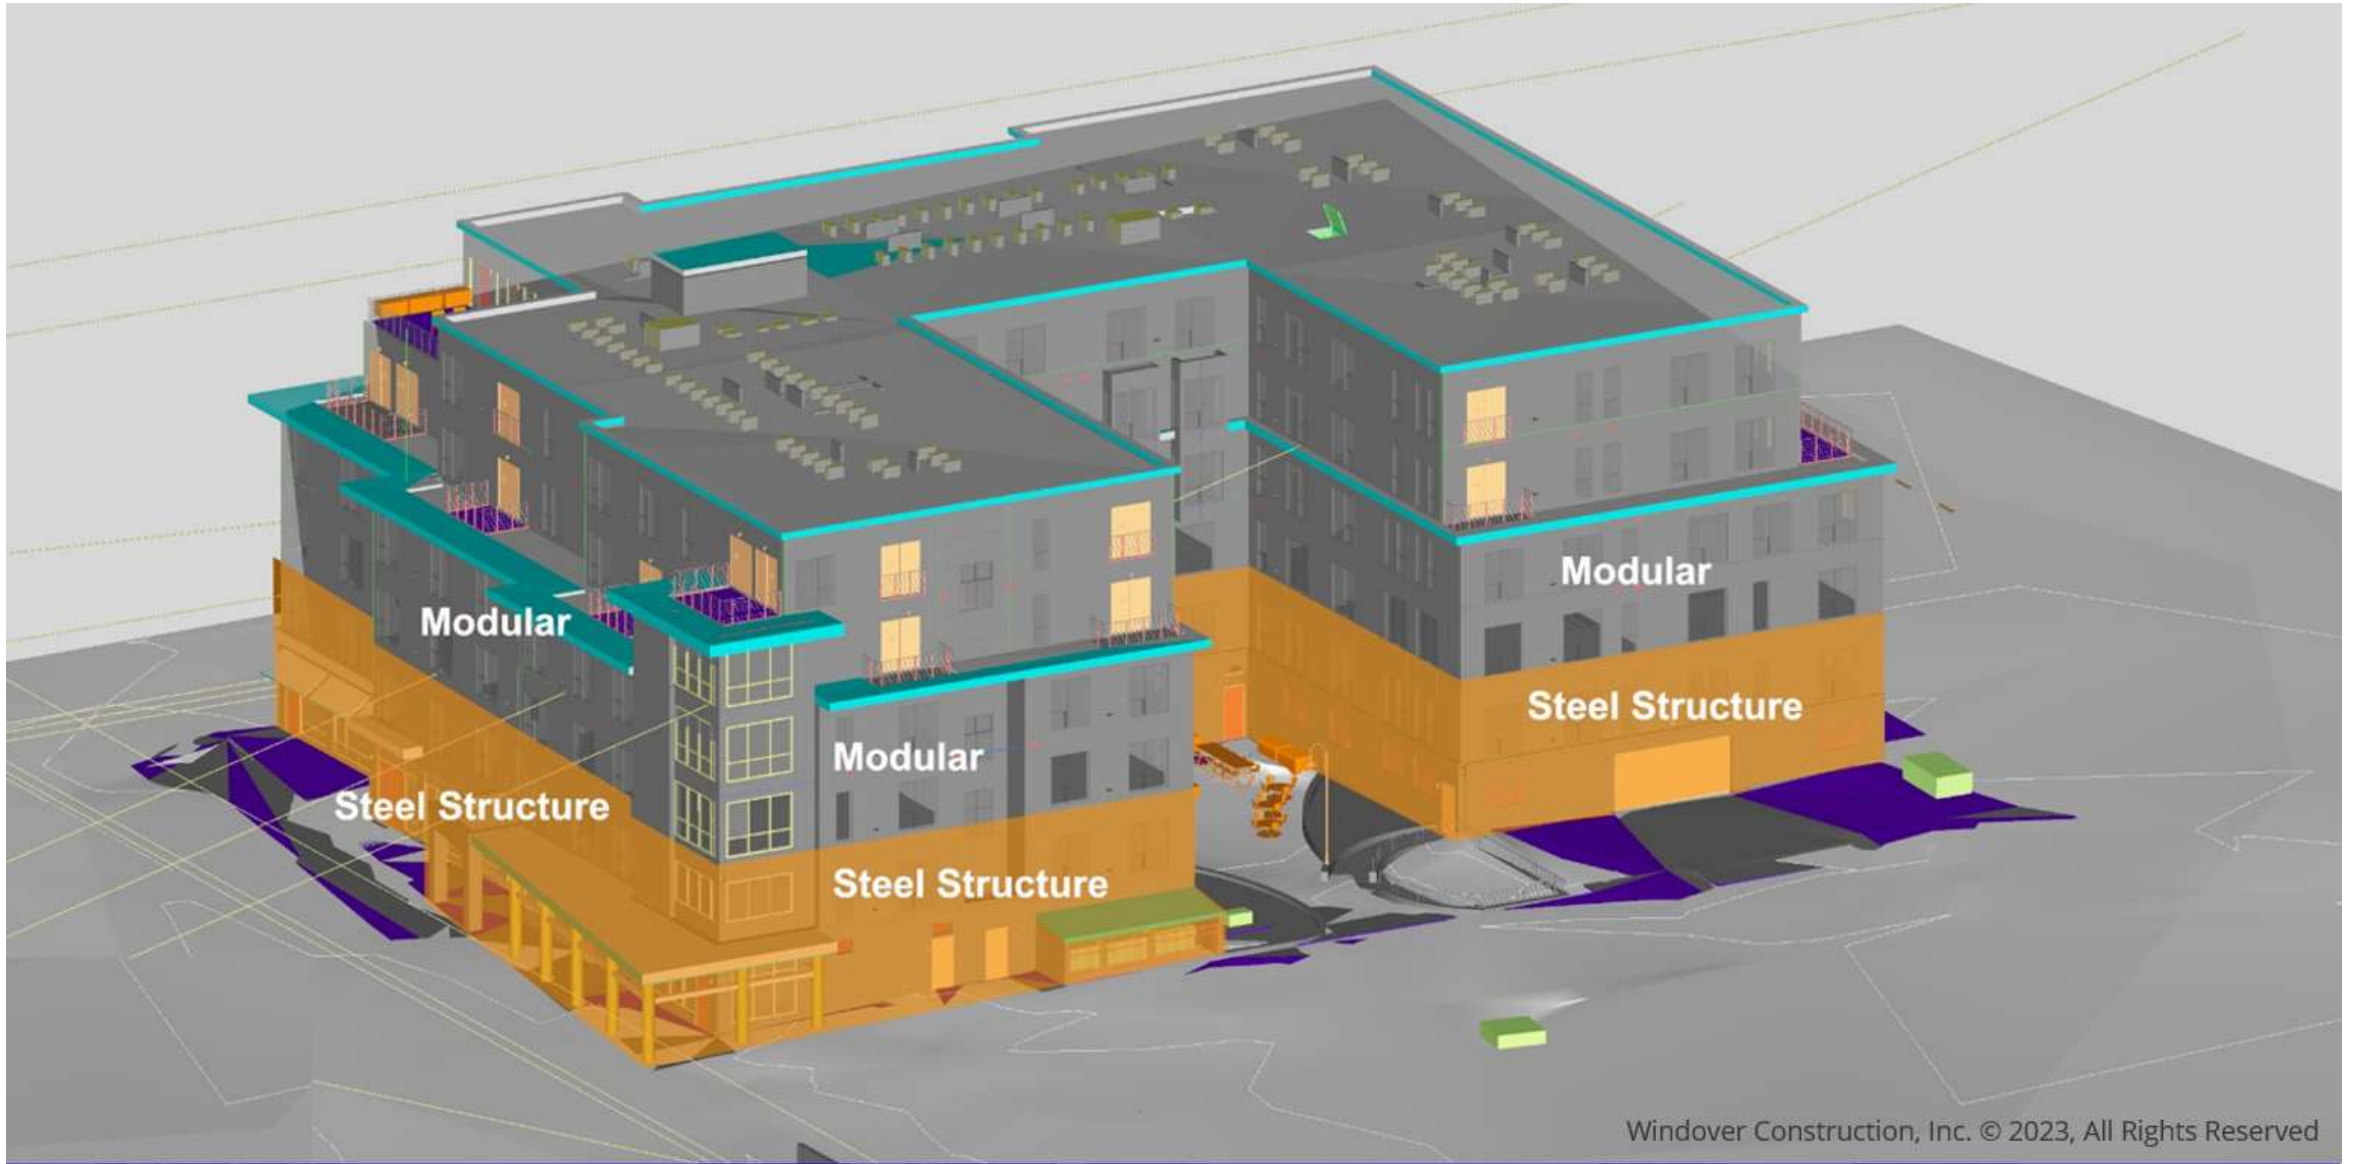 Modular
Modular
Steel Structure
Modular
Steel Structure
Steel Structure
Windover Construction, Inc. © 2023, All Rights Reserved